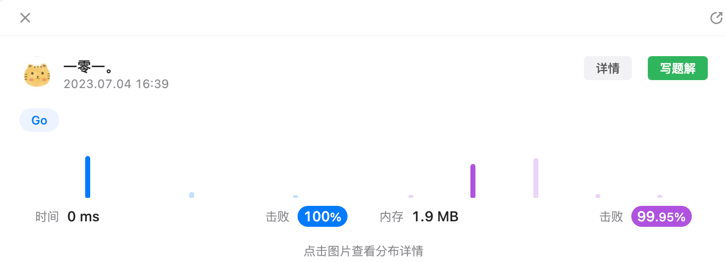 一零一。
2023.07.04 16:39
详情
写题解
Go
时间 0 ms 击败 100% 内存 1.9 MB 击败 99.95%
点击图片查看分布详情